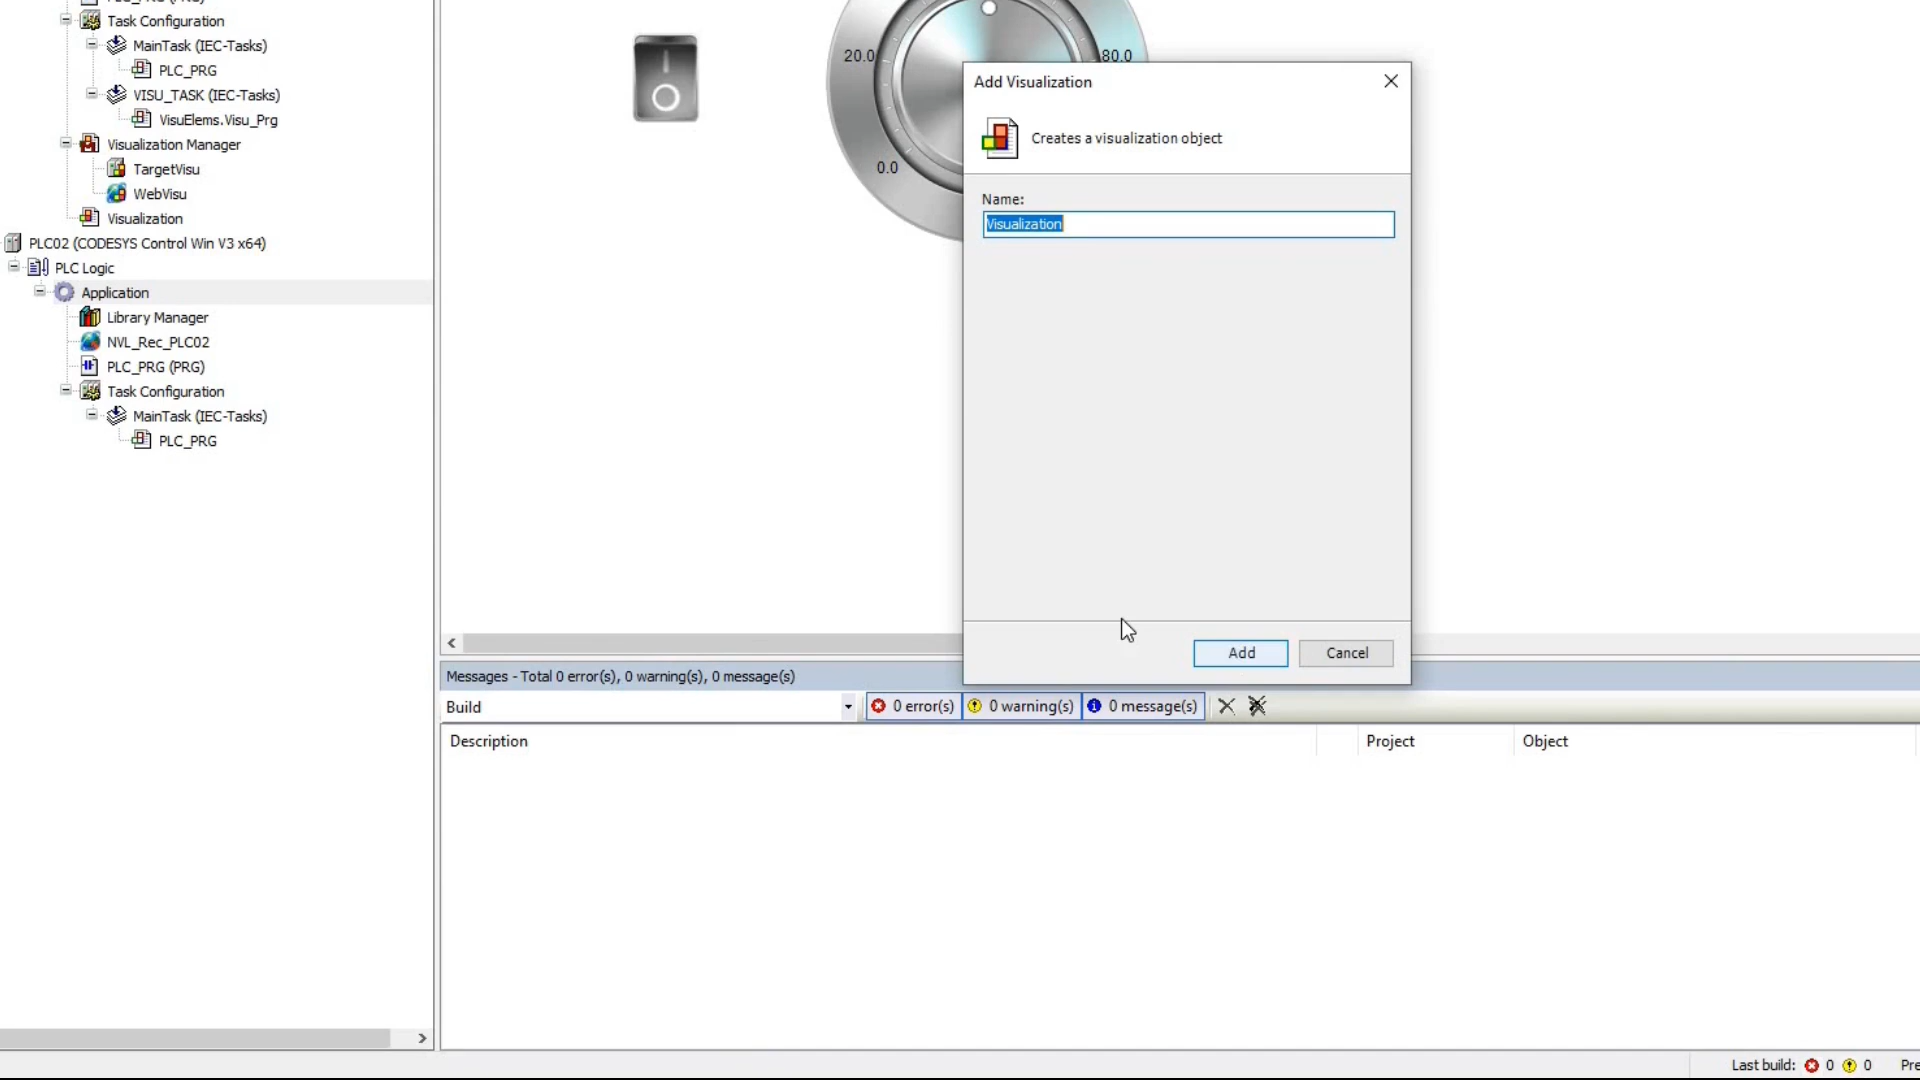 Task Configuration
MainTask (IEC-Tasks)
PLC_PRG
VISU_TASK (IEC-Tasks)
VisuElems.Visu_Prg
Visualization Manager
TargetVisu
WebVisu
Visualization
PLC02 (CODESYS Control Win V3 x64)
PLC Logic
Application
Library Manager
NVL_Rec_PLC02
PLC_PRG (PRG)
Task Configuration
MainTask (IEC-Tasks)
PLC_PRG
20.0
80.0
0.0
Add Visualization
Creates a visualization object
Name:
Visualization
Add
Cancel
Messages - Total 0 error(s), 0 warning(s), 0 message(s)
Build
0 error(s)
0 warning(s)
0 message(s)
Description
Project
Object
Last build: 0 0 Pre